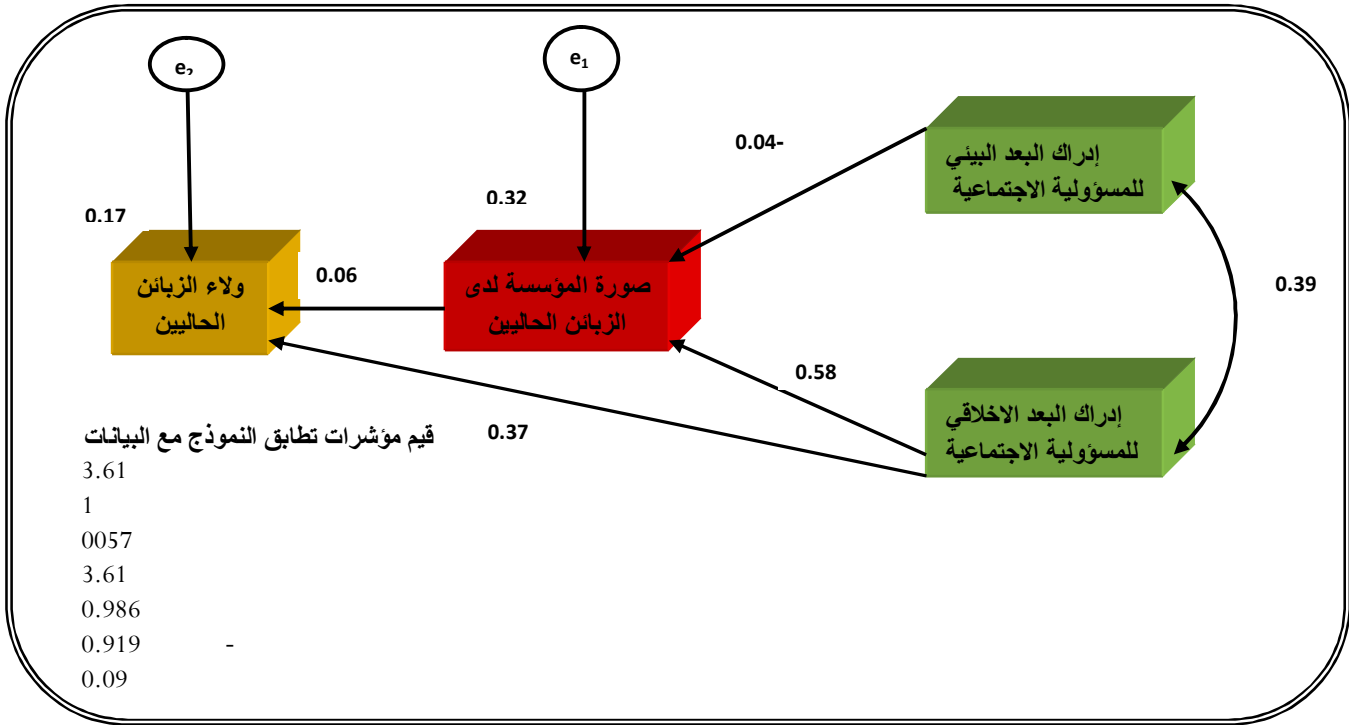 e₂
e₁
0.04-
إدراك البعد البيئي
للمسؤولية الاجتماعية
0.32
0.17
0.06
ولاء الزبائن
الحاليين
صورة المؤسسة لدى
الزبائن الحاليين
0.39
0.58
إدراك البعد الاخلاقي
للمسؤولية الاجتماعية
0.37
قيم مؤشرات تطابق النموذج مع البيانات
3.61
1
0057
3.61
0.986
0.919 -
0.09